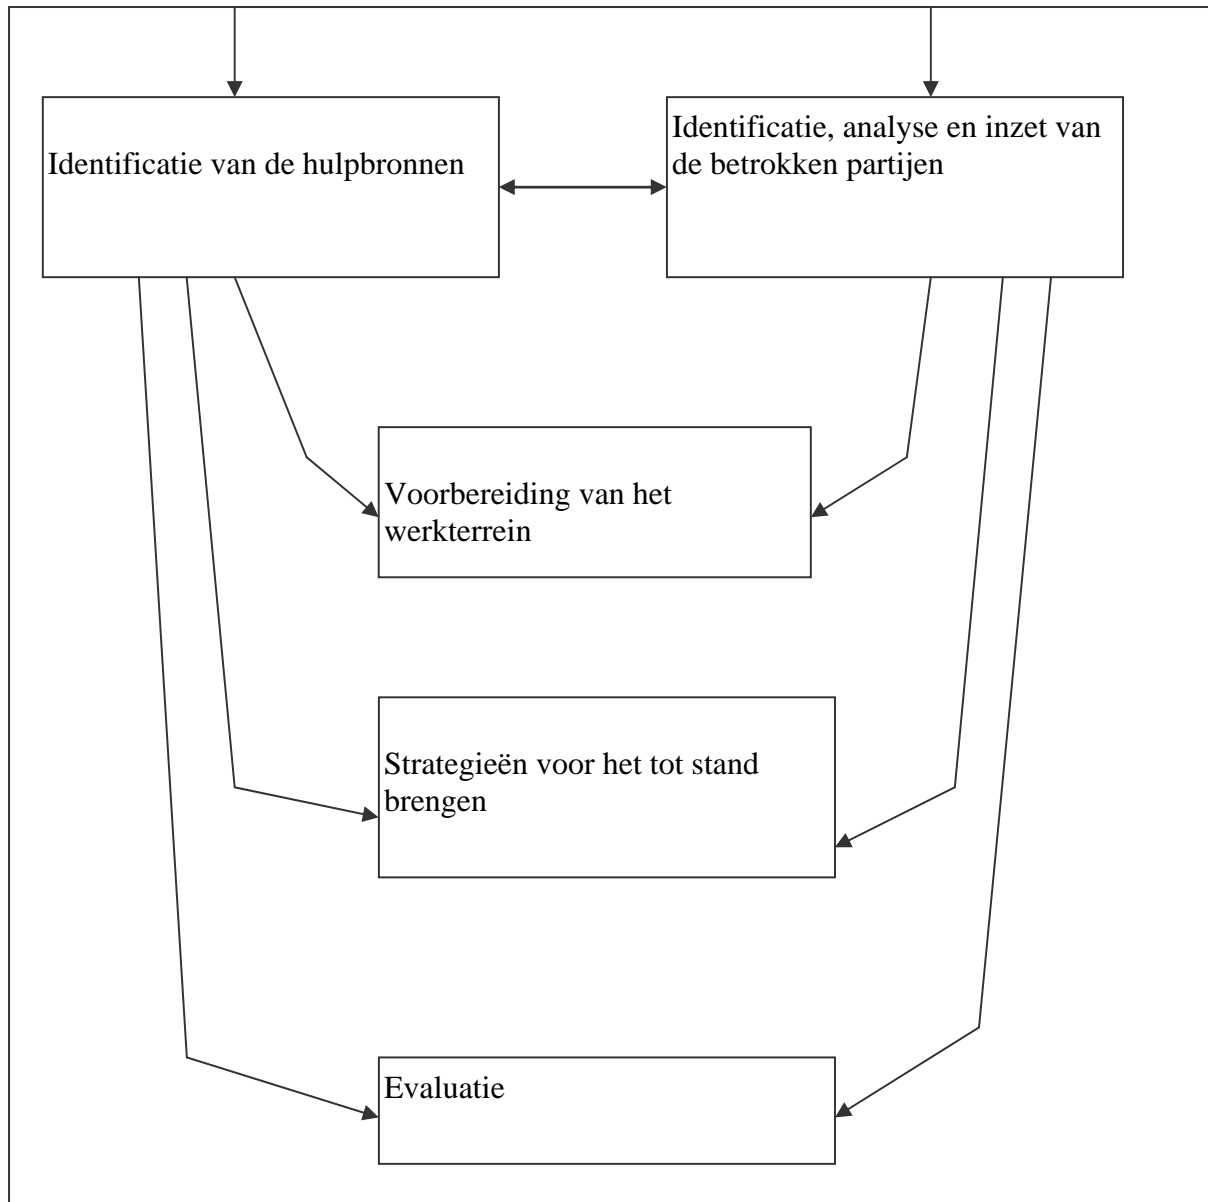 Identificatie van de hulpbronnen
Identificatie, analyse en inzet van
de betrokken partijen
Voorbereiding van het
werkterrein
Strategieën voor het tot stand
brengen
Evaluatie